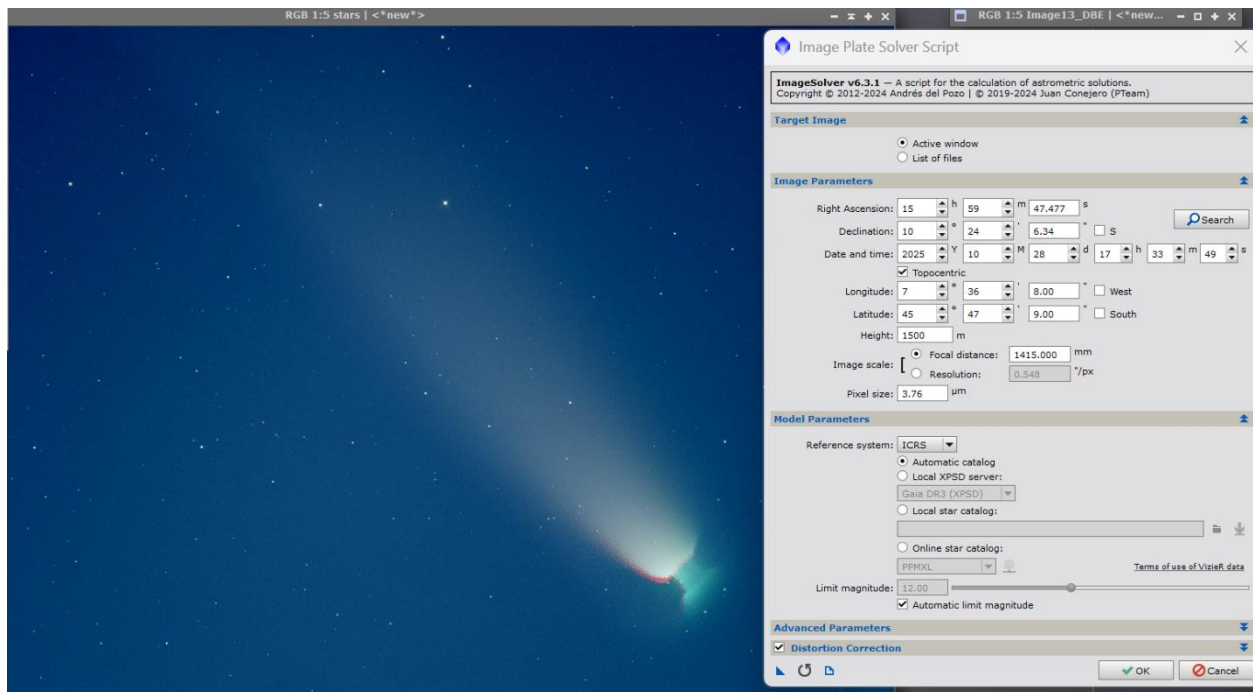 RGB 1:5 stars | <*new*>
RGB 1:5 Image13_DBE | <*new...
Image Plate Solver Script
ImageSolver v6.3.1 — A script for the calculation of astrometric solutions.
Copyright © 2012-2024 Andrés del Pozo | © 2019-2024 Juan Conejero (PTeam)
Target Image
Active window
List of files
Image Parameters
Right Ascension: 15 h 59 m 47.477 s
Search
Declination: 10 ° 24 ' 6.34 " S
Date and time: 2025 Y 10 M 28 d 17 h 33 m 49 s
Topocentric
Longitude: 7 ° 36 ' 8.00 " West
Latitude: 45 ° 47 ' 9.00 " South
Height: 1500 m
Image scale: [ Focal distance: 1415.000 mm
Resolution: 0.548 "/px
Pixel size: 3.76 µm
Model Parameters
Reference system: ICRS
Automatic catalog
Local XPSD server:
Gaia DR3 (XPSD)
Local star catalog:
Online star catalog:
PPMXL
Terms of use of VizieR data
Limit magnitude: 12.00
Automatic limit magnitude
Advanced Parameters
Distortion Correction
OK
Cancel